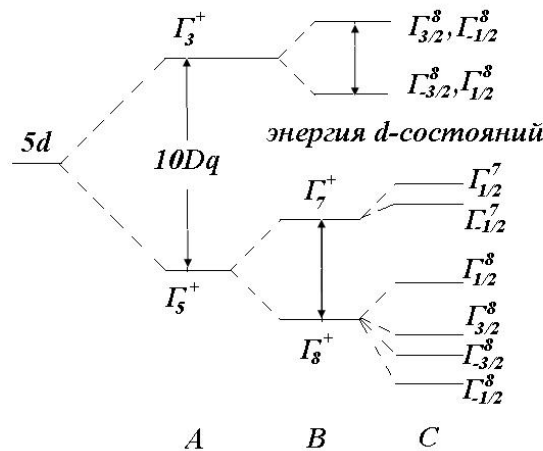 Γ₃⁺
Γ⁸₃/₂,Γ⁸₋₁/₂
Γ⁸₋₃/₂,Γ⁸₁/₂
энергия d-состояний
5d
10Dq
Γ₇⁺
Γ⁷₁/₂
Γ⁷₋₁/₂
Γ₅⁺
Γ⁸₁/₂
Γ⁸₃/₂
Γ₈⁺
Γ⁸₋₃/₂
Γ⁸₋₁/₂
A B C